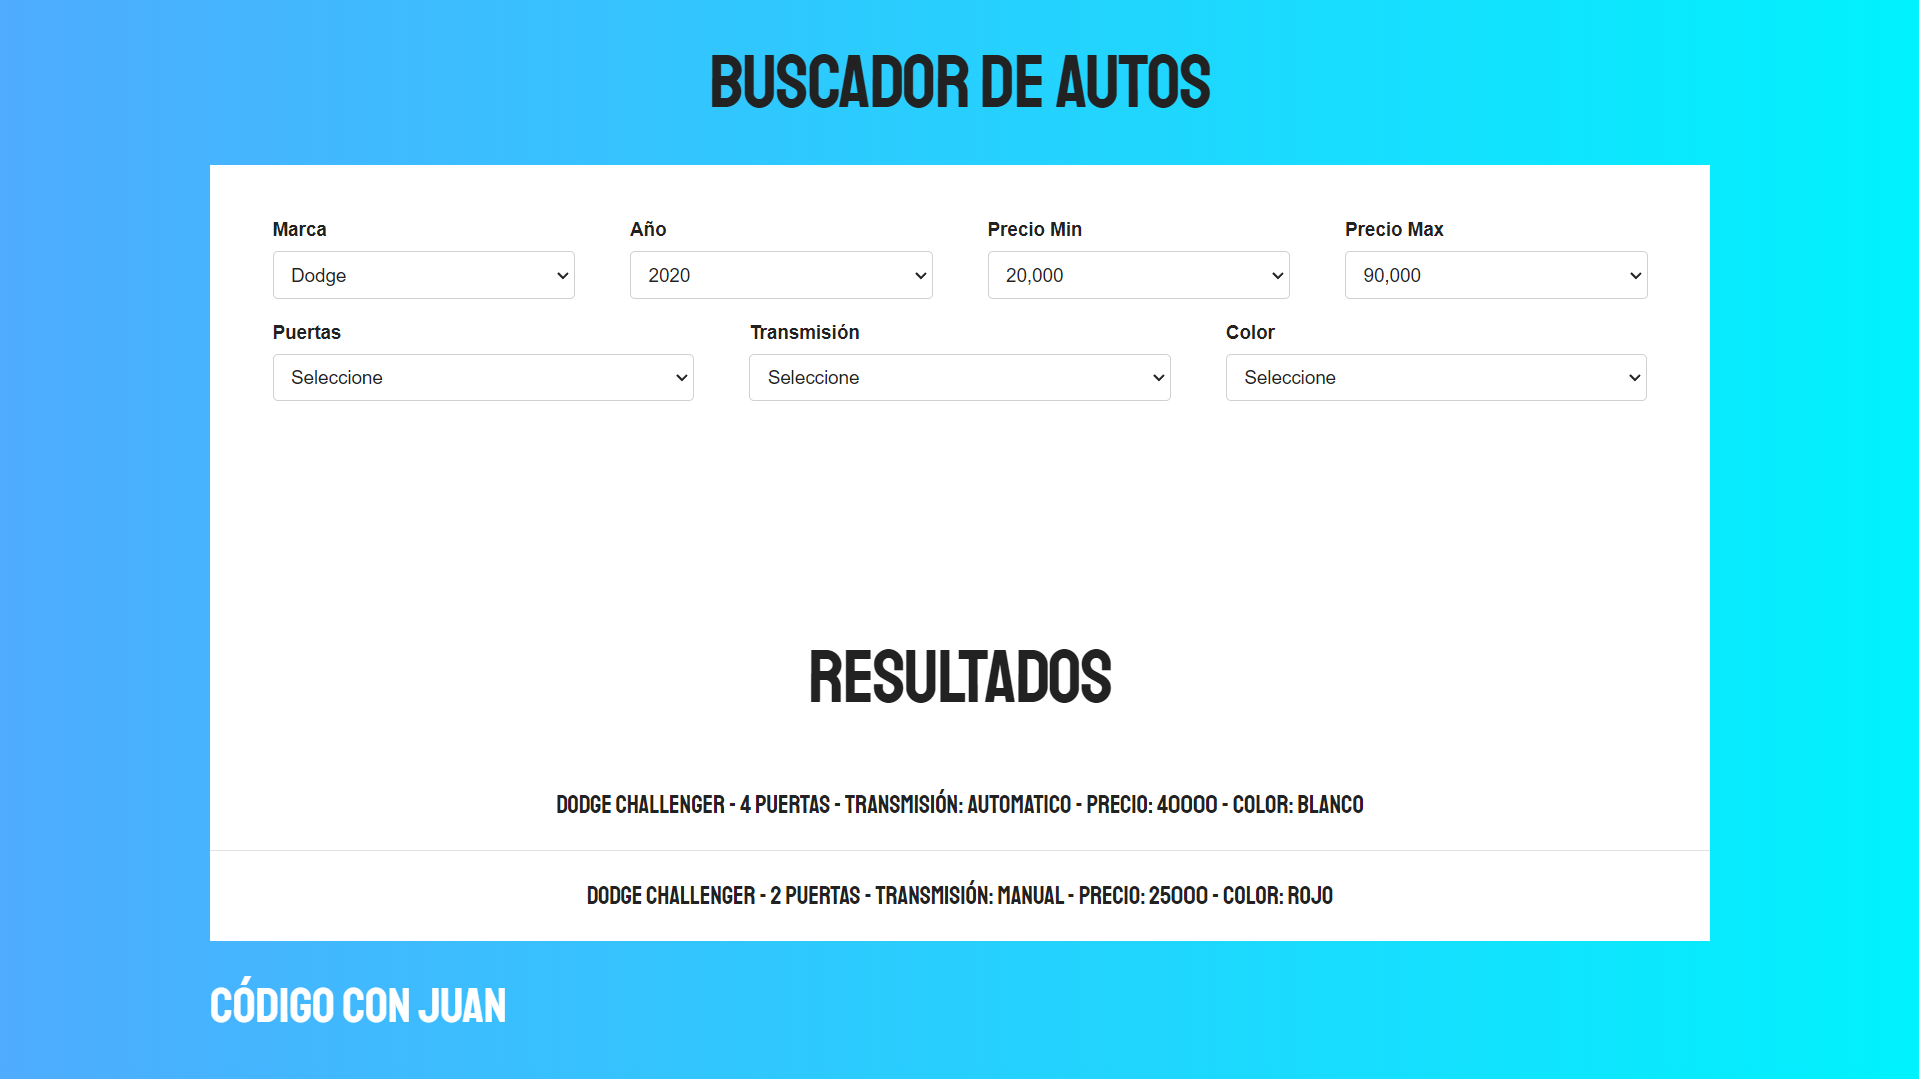 BUSCADOR DE AUTOS
Marca Año Precio Min Precio Max
Dodge 2020 20,000 90,000
Puertas Transmisión Color
Seleccione Seleccione Seleccione
RESULTADOS
DODGE CHALLENGER - 4 PUERTAS - TRANSMISIÓN: AUTOMATICO - PRECIO: 40000 - COLOR: BLANCO
DODGE CHALLENGER - 2 PUERTAS - TRANSMISIÓN: MANUAL - PRECIO: 25000 - COLOR: ROJO
CÓDIGO CON JUAN